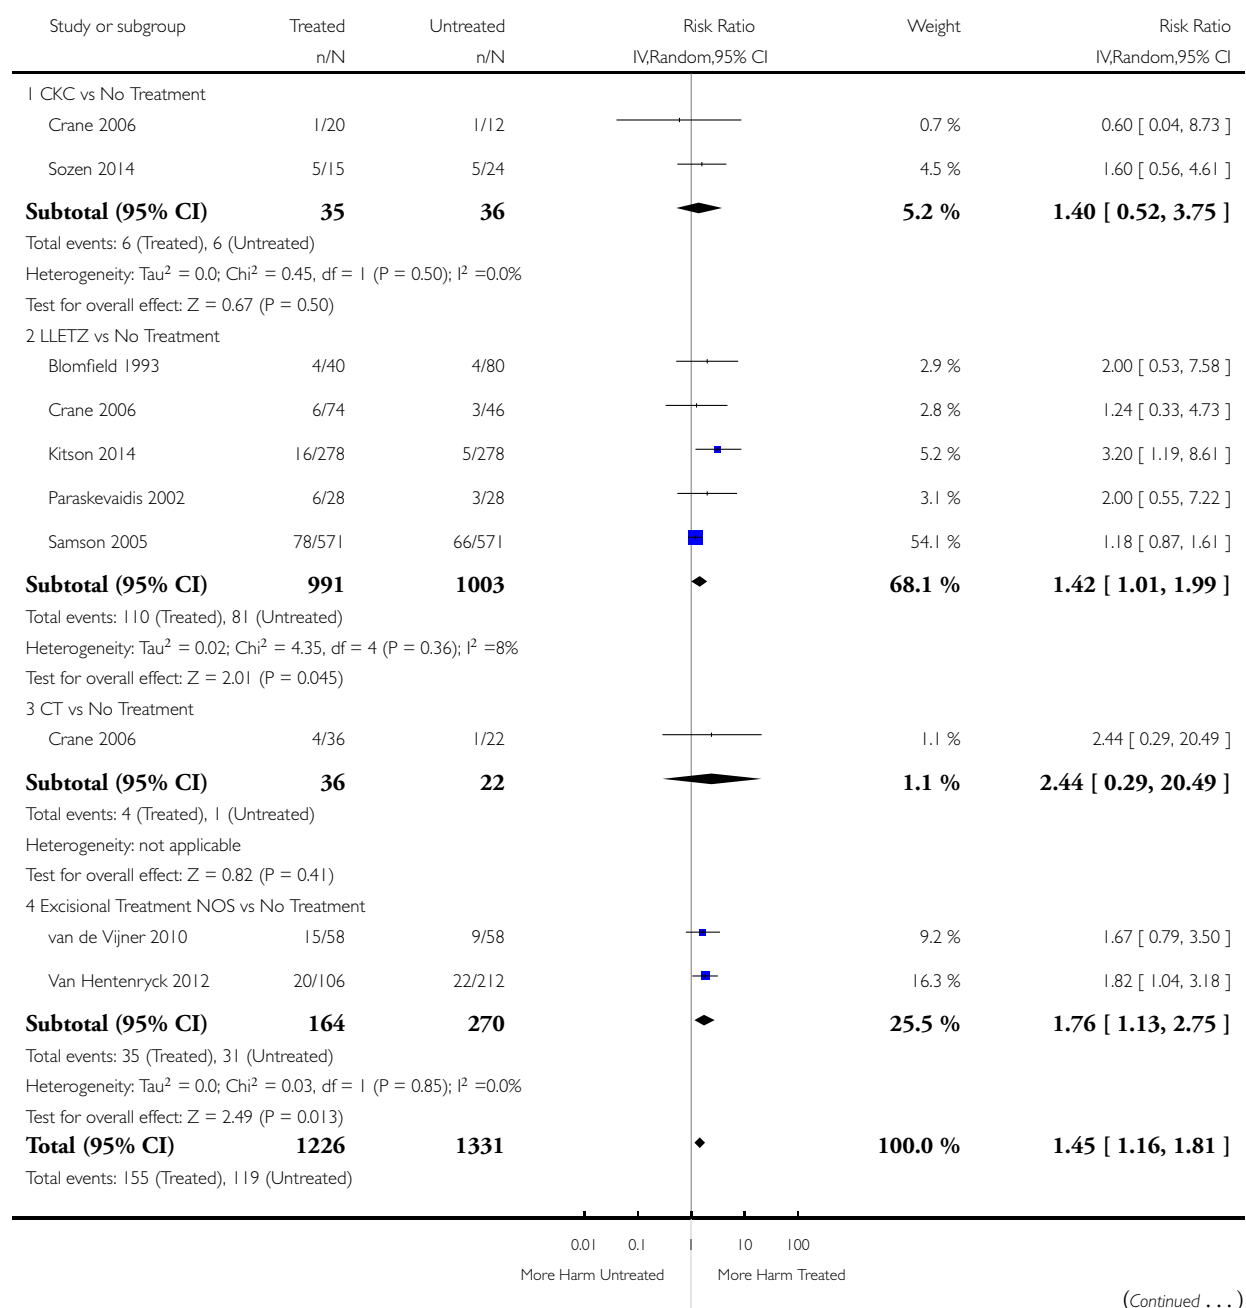 Study or subgroup Treated Untreated Risk Ratio Weight Risk Ratio
n/N n/N IV,Random,95% CI IV,Random,95% CI
1 CKC vs No Treatment
Crane 2006 1/20 1/12 0.7 % 0.60 [ 0.04, 8.73 ]
Sozen 2014 5/15 5/24 4.5 % 1.60 [ 0.56, 4.61 ]
Subtotal (95% CI) 35 36 5.2 % 1.40 [ 0.52, 3.75 ]
Total events: 6 (Treated), 6 (Untreated)
Heterogeneity: Tau² = 0.0; Chi² = 0.45, df = 1 (P = 0.50); I² =0.0%
Test for overall effect: Z = 0.67 (P = 0.50)
2 LLETZ vs No Treatment
Blomfield 1993 4/40 4/80 2.9 % 2.00 [ 0.53, 7.58 ]
Crane 2006 6/74 3/46 2.8 % 1.24 [ 0.33, 4.73 ]
Kitson 2014 16/278 5/278 5.2 % 3.20 [ 1.19, 8.61 ]
Paraskevaidis 2002 6/28 3/28 3.1 % 2.00 [ 0.55, 7.22 ]
Samson 2005 78/571 66/571 54.1 % 1.18 [ 0.87, 1.61 ]
Subtotal (95% CI) 991 1003 68.1 % 1.42 [ 1.01, 1.99 ]
Total events: 110 (Treated), 81 (Untreated)
Heterogeneity: Tau² = 0.02; Chi² = 4.35, df = 4 (P = 0.36); I² =8%
Test for overall effect: Z = 2.01 (P = 0.045)
3 CT vs No Treatment
Crane 2006 4/36 1/22 1.1 % 2.44 [ 0.29, 20.49 ]
Subtotal (95% CI) 36 22 1.1 % 2.44 [ 0.29, 20.49 ]
Total events: 4 (Treated), 1 (Untreated)
Heterogeneity: not applicable
Test for overall effect: Z = 0.82 (P = 0.41)
4 Excisional Treatment NOS vs No Treatment
van de Vijner 2010 15/58 9/58 9.2 % 1.67 [ 0.79, 3.50 ]
Van Hentenryck 2012 20/106 22/212 16.3 % 1.82 [ 1.04, 3.18 ]
Subtotal (95% CI) 164 270 25.5 % 1.76 [ 1.13, 2.75 ]
Total events: 35 (Treated), 31 (Untreated)
Heterogeneity: Tau² = 0.0; Chi² = 0.03, df = 1 (P = 0.85); I² =0.0%
Test for overall effect: Z = 2.49 (P = 0.013)
Total (95% CI) 1226 1331 100.0 % 1.45 [ 1.16, 1.81 ]
Total events: 155 (Treated), 119 (Untreated)
0.01 0.1 1 10 100
More Harm Untreated More Harm Treated
(Continued . . . )